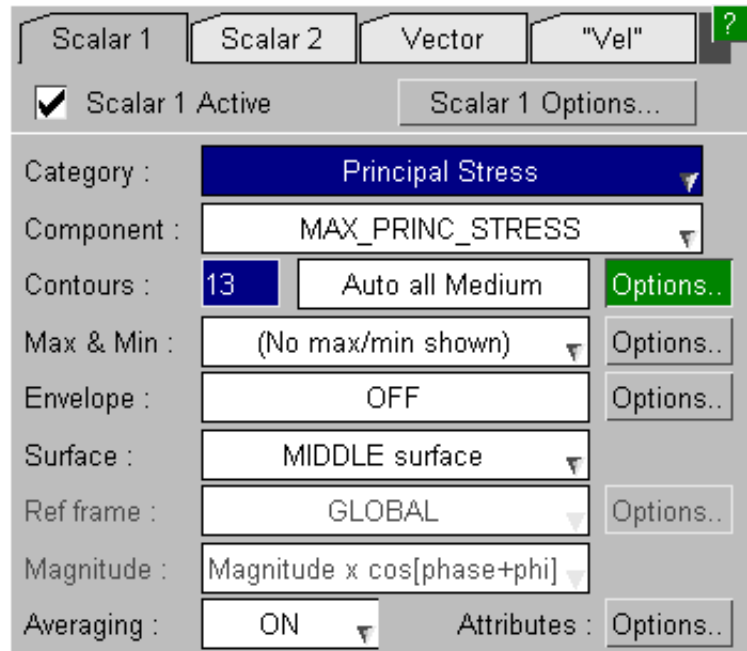 Scalar 1 Scalar 2 Vector "Vel" ?
Scalar 1 Active Scalar 1 Options...
Category : Principal Stress
Component : MAX_PRINC_STRESS
Contours : 13 Auto all Medium Options..
Max & Min : (No max/min shown) Options..
Envelope : OFF Options..
Surface : MIDDLE surface
Ref frame : GLOBAL Options..
Magnitude : Magnitude x cos[phase+phi]
Averaging : ON Attributes : Options..